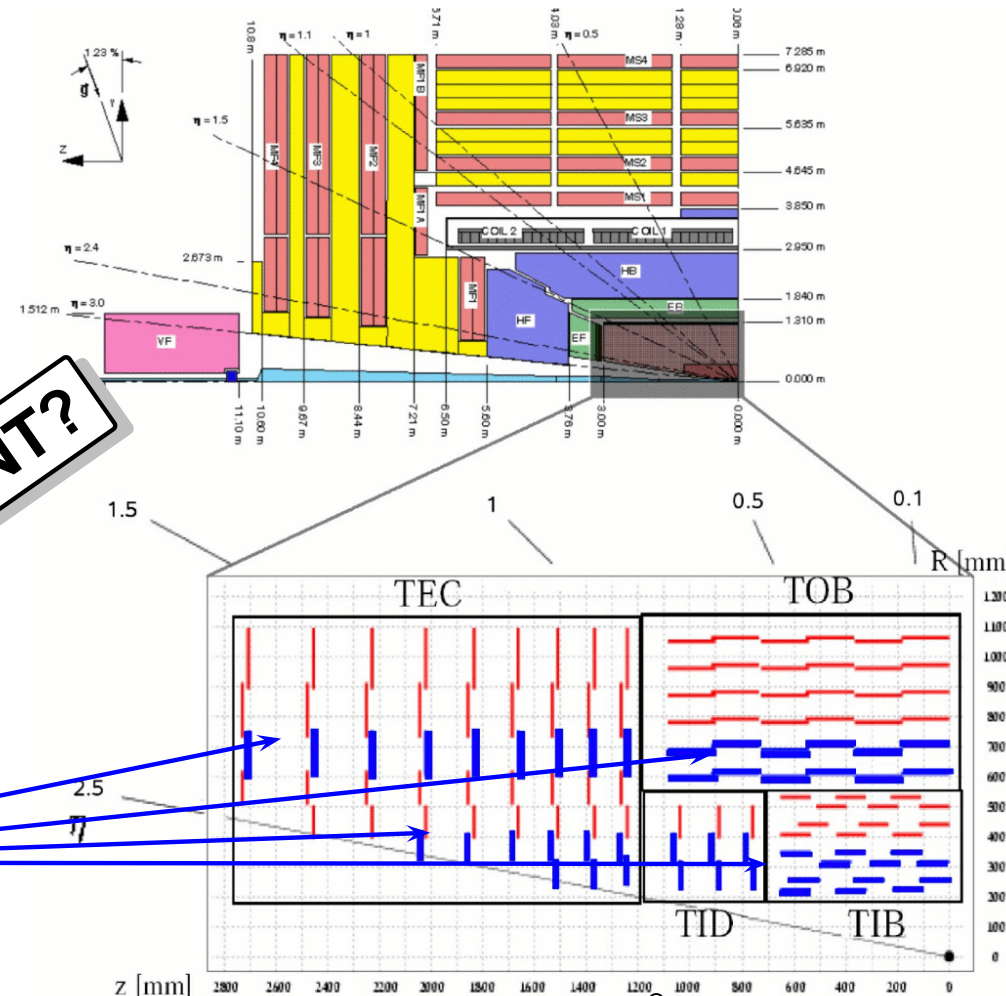 10.8 m
5.71 m
4.03 m
1.28 m
0.06 m
η = 1.1
η = 1
η = 0.5
1.23 %
g
Y
Z
η = 1.5
η = 2.4
2.673 m
1.512 m
η = 3.0
MF4
MF3
MF2
MF1B
MF1A
MF1
MS4
MS3
MS2
MS1
COIL 2
COIL 1
HB
EB
HF
EF
VF
7.285 m
6.920 m
5.635 m
4.645 m
3.850 m
2.950 m
1.840 m
1.310 m
0.000 m
11.10 m
10.60 m
9.67 m
8.44 m
7.21 m
6.50 m
5.60 m
3.00 m
0.000 m
NT?
1.5
1
0.5
0.1
R [mm
TEC
TOB
1100
1000
900
800
700
600
500
400
300
200
100
0
2.5
η
TID
TIB
z [mm]
2800
2600
2400
2200
2000
1800
1600
1400
1200
1000
800
600
400
200
0